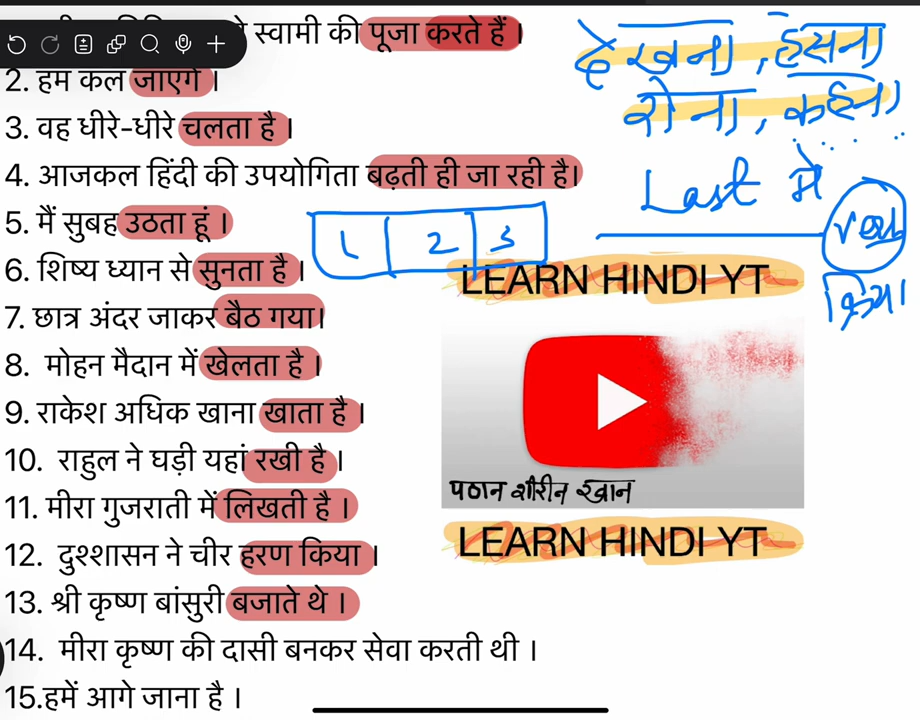 स्वामी की पूजा करते हैं ।
2. हम कल जाएंगे ।
3. वह धीरे-धीरे चलता है ।
4. आजकल हिंदी की उपयोगिता बढ़ती ही जा रही है।
5. मैं सुबह उठता हूं ।
6. शिष्य ध्यान से सुनता है ।
7. छात्र अंदर जाकर बैठ गया।
8. मोहन मैदान में खेलता है ।
9. राकेश अधिक खाना खाता है ।
10. राहुल ने घड़ी यहां रखी है ।
11. मीरा गुजराती में लिखती है ।
12. दुश्शासन ने चीर हरण किया ।
13. श्री कृष्ण बांसुरी बजाते थे ।
14. मीरा कृष्ण की दासी बनकर सेवा करती थी ।
15.हमें आगे जाना है ।
देखना, हंसना
रोना, कहना
Last में
verb
क्रिया
1 2 3
LEARN HINDI YT
पठान शीरीन खान
LEARN HINDI YT